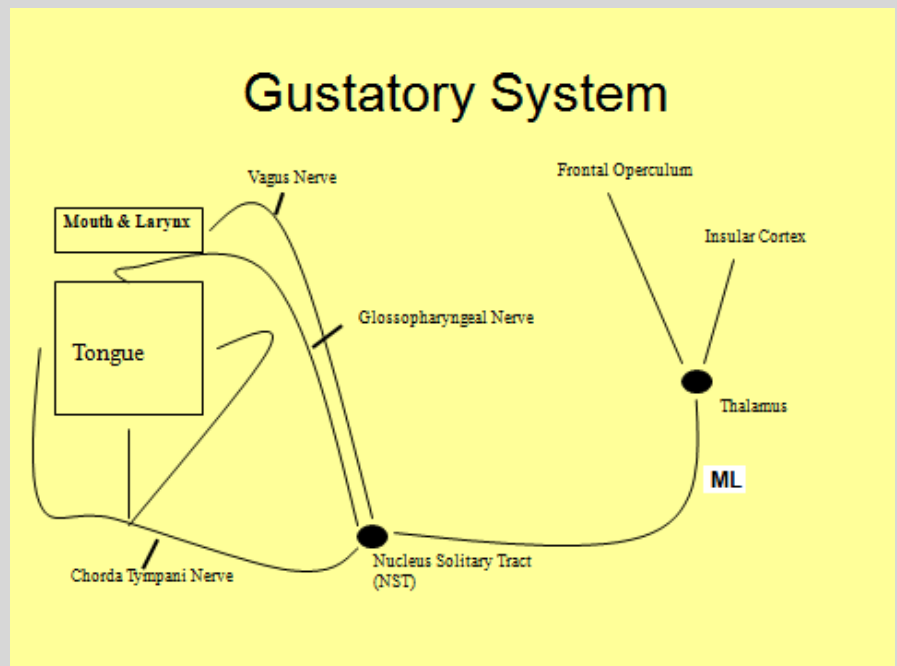 Gustatory System
Vagus Nerve
Frontal Operculum
Mouth & Larynx
Insular Cortex
Glossopharyngeal Nerve
Tongue
Thalamus
ML
Nucleus Solitary Tract
(NST)
Chorda Tympani Nerve